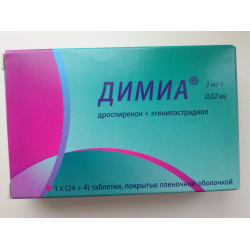 ДИМИА®
3 мг +
0,02 мг
дроспиренон + этинилэстрадиол
1 x (24 + 4) таблетки, покрытые пленочной оболочкой